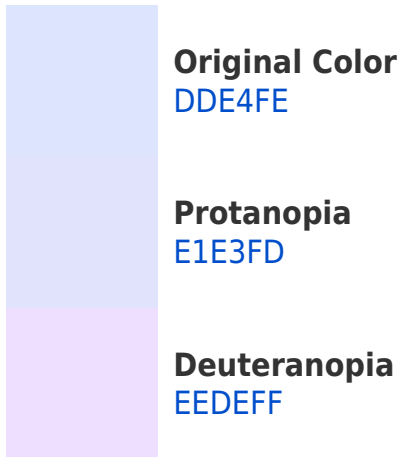 Original Color
DDE4FE
Protanopia
E1E3FD
Deuteranopia
EEDEFF